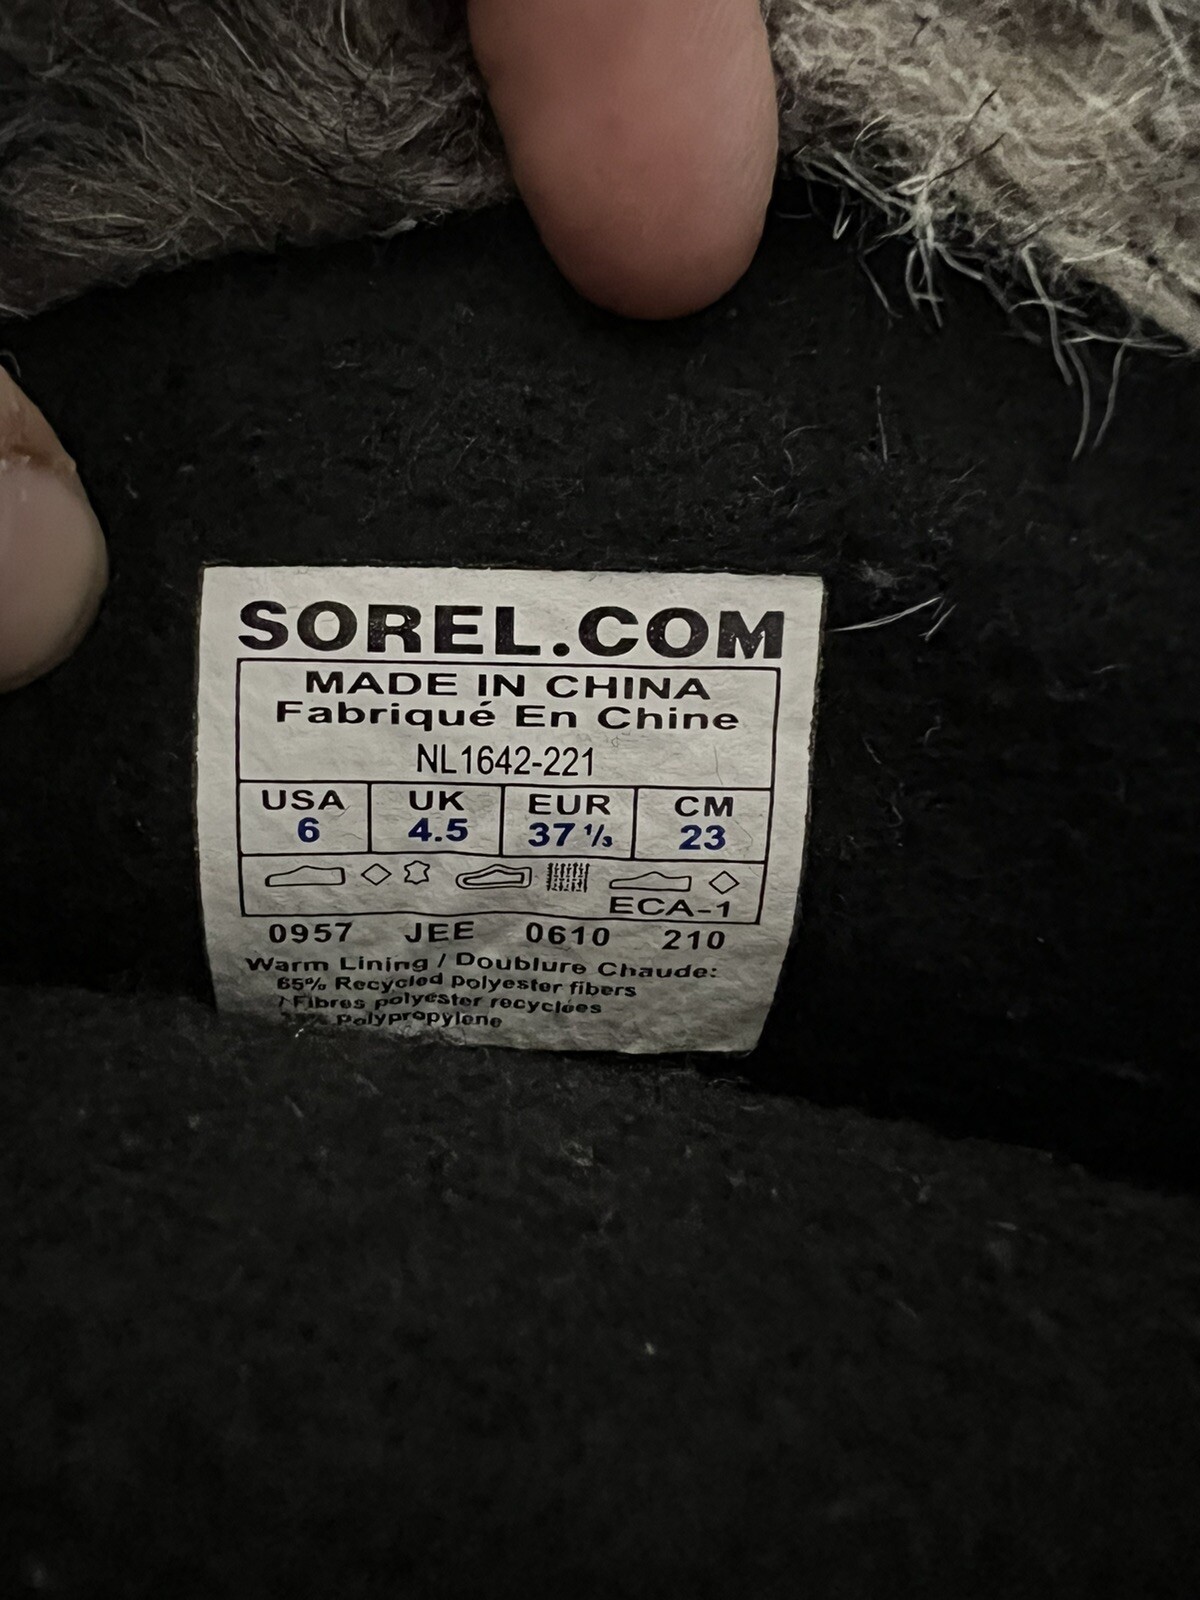 SOREL.COM
MADE IN CHINA
Fabriqué En Chine
NL1642-221
USA UK EUR CM
6 4.5 37 1/3 23
ECA-1
0957 JEE 0610 210
Warm Lining / Doublure Chaude:
65% Recycled polyester fibers
/ Fibres polyester recyclées
Polypropylene